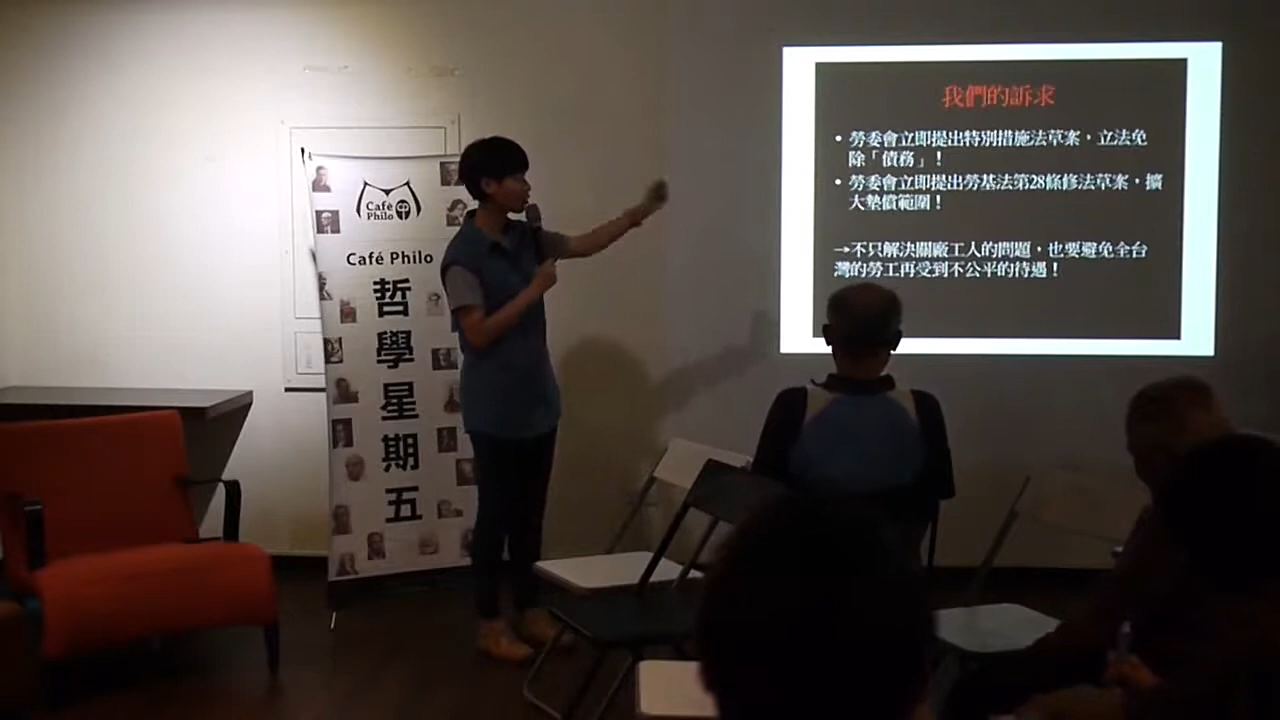 Café
Philo
Café Philo
哲學星期五
我們的訴求
• 勞委會立即提出特別措施法草案，立法免
除「債務」！
• 勞委會立即提出勞基法第28條修法草案，擴
大墊償範圍！
→不只解決關廠工人的問題，也要避免全台
灣的勞工再受到不公平的待遇！